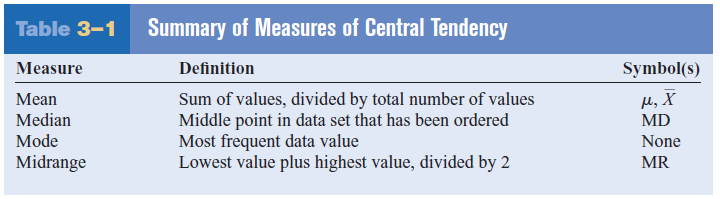 Table 3–1 Summary of Measures of Central Tendency
Measure Definition Symbol(s)
Mean Sum of values, divided by total number of values μ, X̅
Median Middle point in data set that has been ordered MD
Mode Most frequent data value None
Midrange Lowest value plus highest value, divided by 2 MR